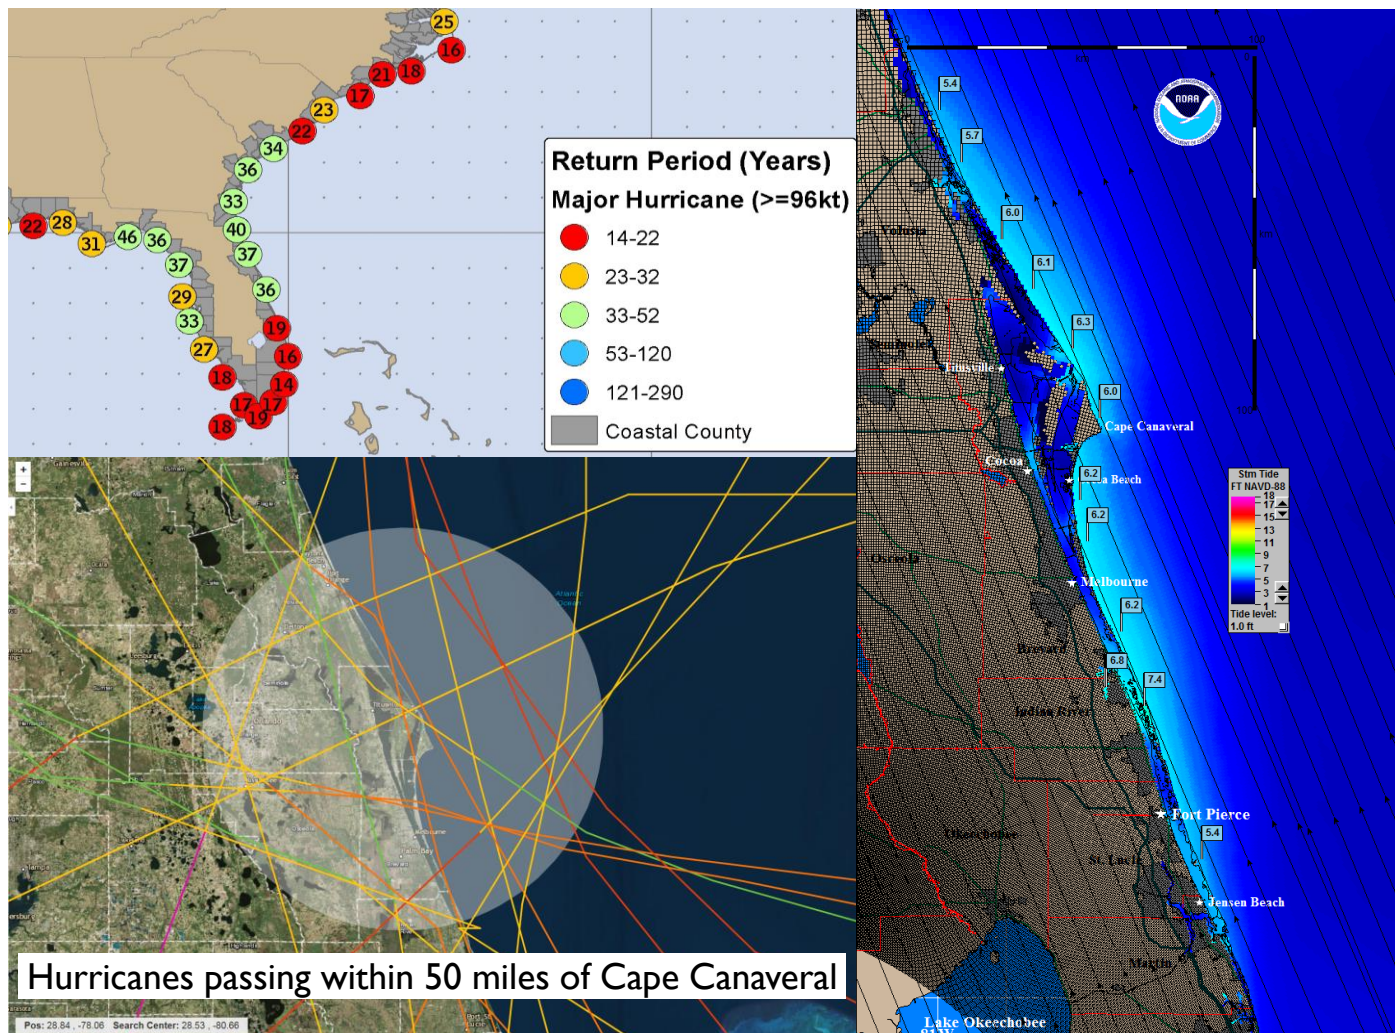 25
16
18
21
17
23
22
34
36
33
40
37
36
19
16
14
17
17
19
18
18
27
33
29
37
36
46
31
28
22
Return Period (Years)
Major Hurricane (>=96kt)
14-22
23-32
33-52
53-120
121-290
Coastal County
+
−
Atlantic
Ocean
Hurricanes passing within 50 miles of Cape Canaveral
Pos: 28.84 , -78.06 Search Center: 28.53 , -80.66
NOAA
5.4
5.7
6.0
6.1
6.3
6.0
6.2
6.2
6.2
6.8
7.4
5.4
Volusia
Titusville
Cape Canaveral
Cocoa
Beach
Melbourne
Brevard
Indian River
Fort Pierce
Okeechobee
St. Lucie
Jensen Beach
Martin
Lake Okeechobee
81W
Stm Tide
FT NAVD-88
18
17
15
13
11
9
7
5
3
1
Tide level:
1.0 ft